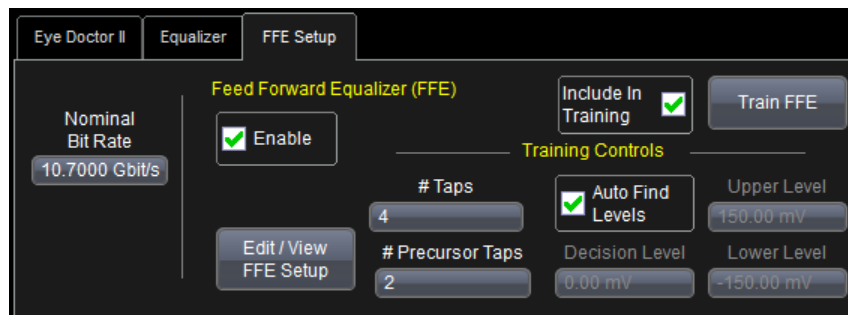 Eye Doctor II
Equalizer
FFE Setup
Feed Forward Equalizer (FFE)
Nominal
Bit Rate
10.7000 Gbit/s
Enable
Include In
Training
Train FFE
Training Controls
# Taps
4
Auto Find
Levels
Upper Level
150.00 mV
Edit / View
FFE Setup
# Precursor Taps
2
Decision Level
0.00 mV
Lower Level
-150.00 mV